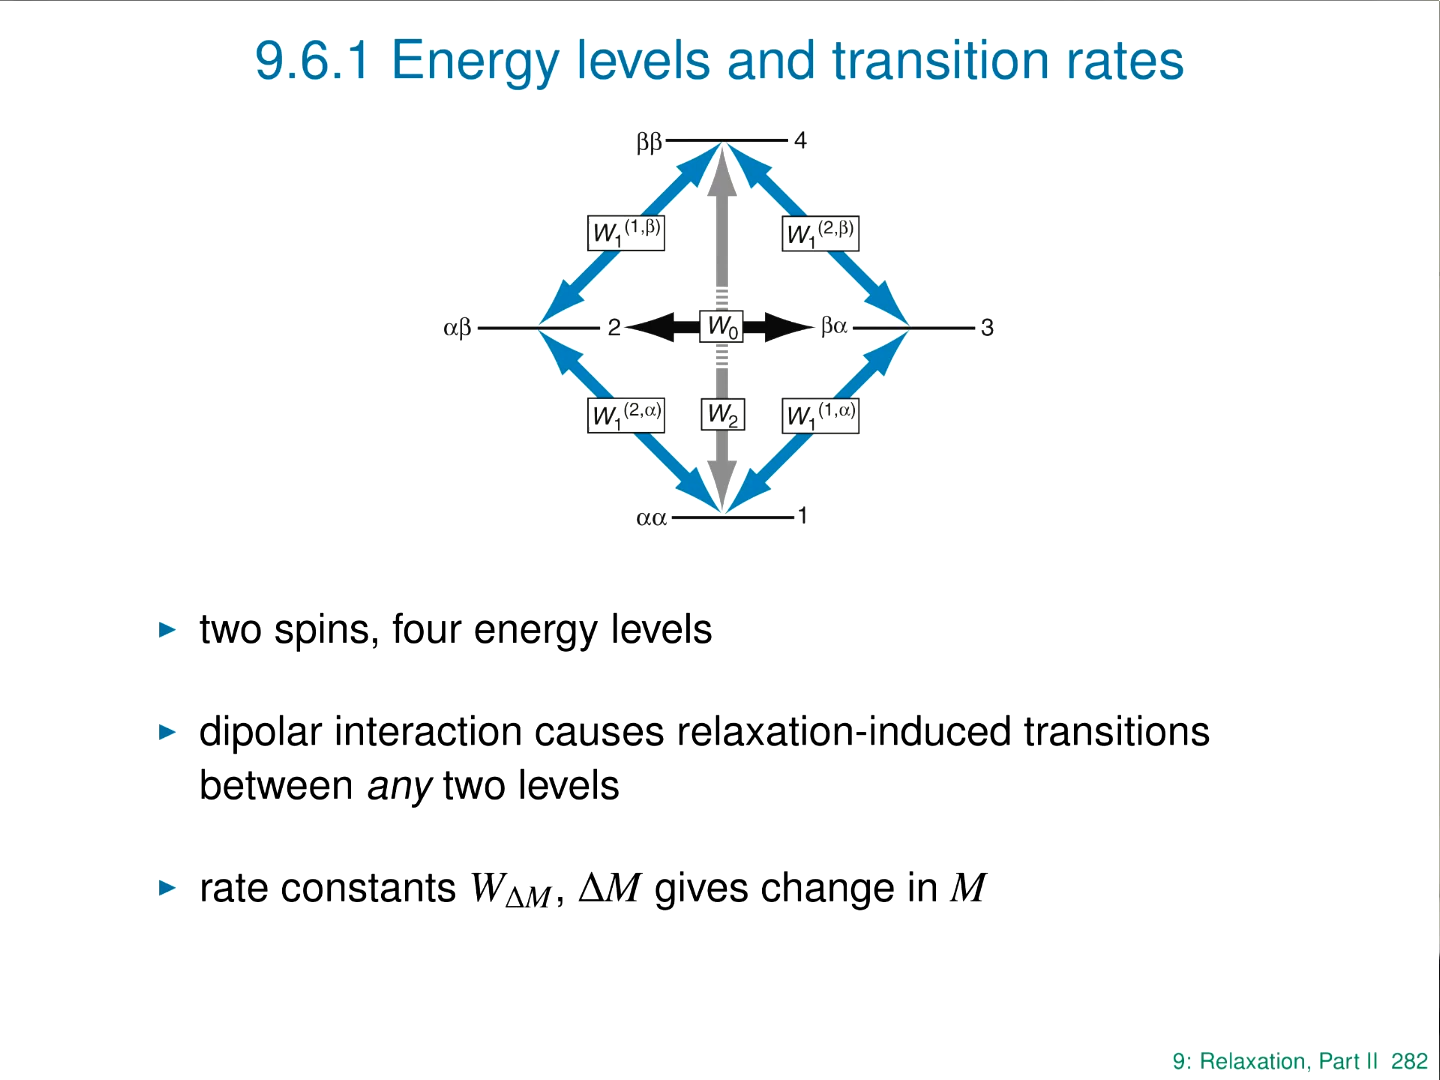 9.6.1 Energy levels and transition rates
ββ 4
W₁⁽¹,ᵝ⁾ W₁⁽²,ᵝ⁾
αβ 2 W₀ βα 3
W₁⁽²,ᵅ⁾ W₂ W₁⁽¹,ᵅ⁾
αα 1
▶ two spins, four energy levels
▶ dipolar interaction causes relaxation-induced transitions
between any two levels
▶ rate constants W_ΔM, ΔM gives change in M
9: Relaxation, Part II 282